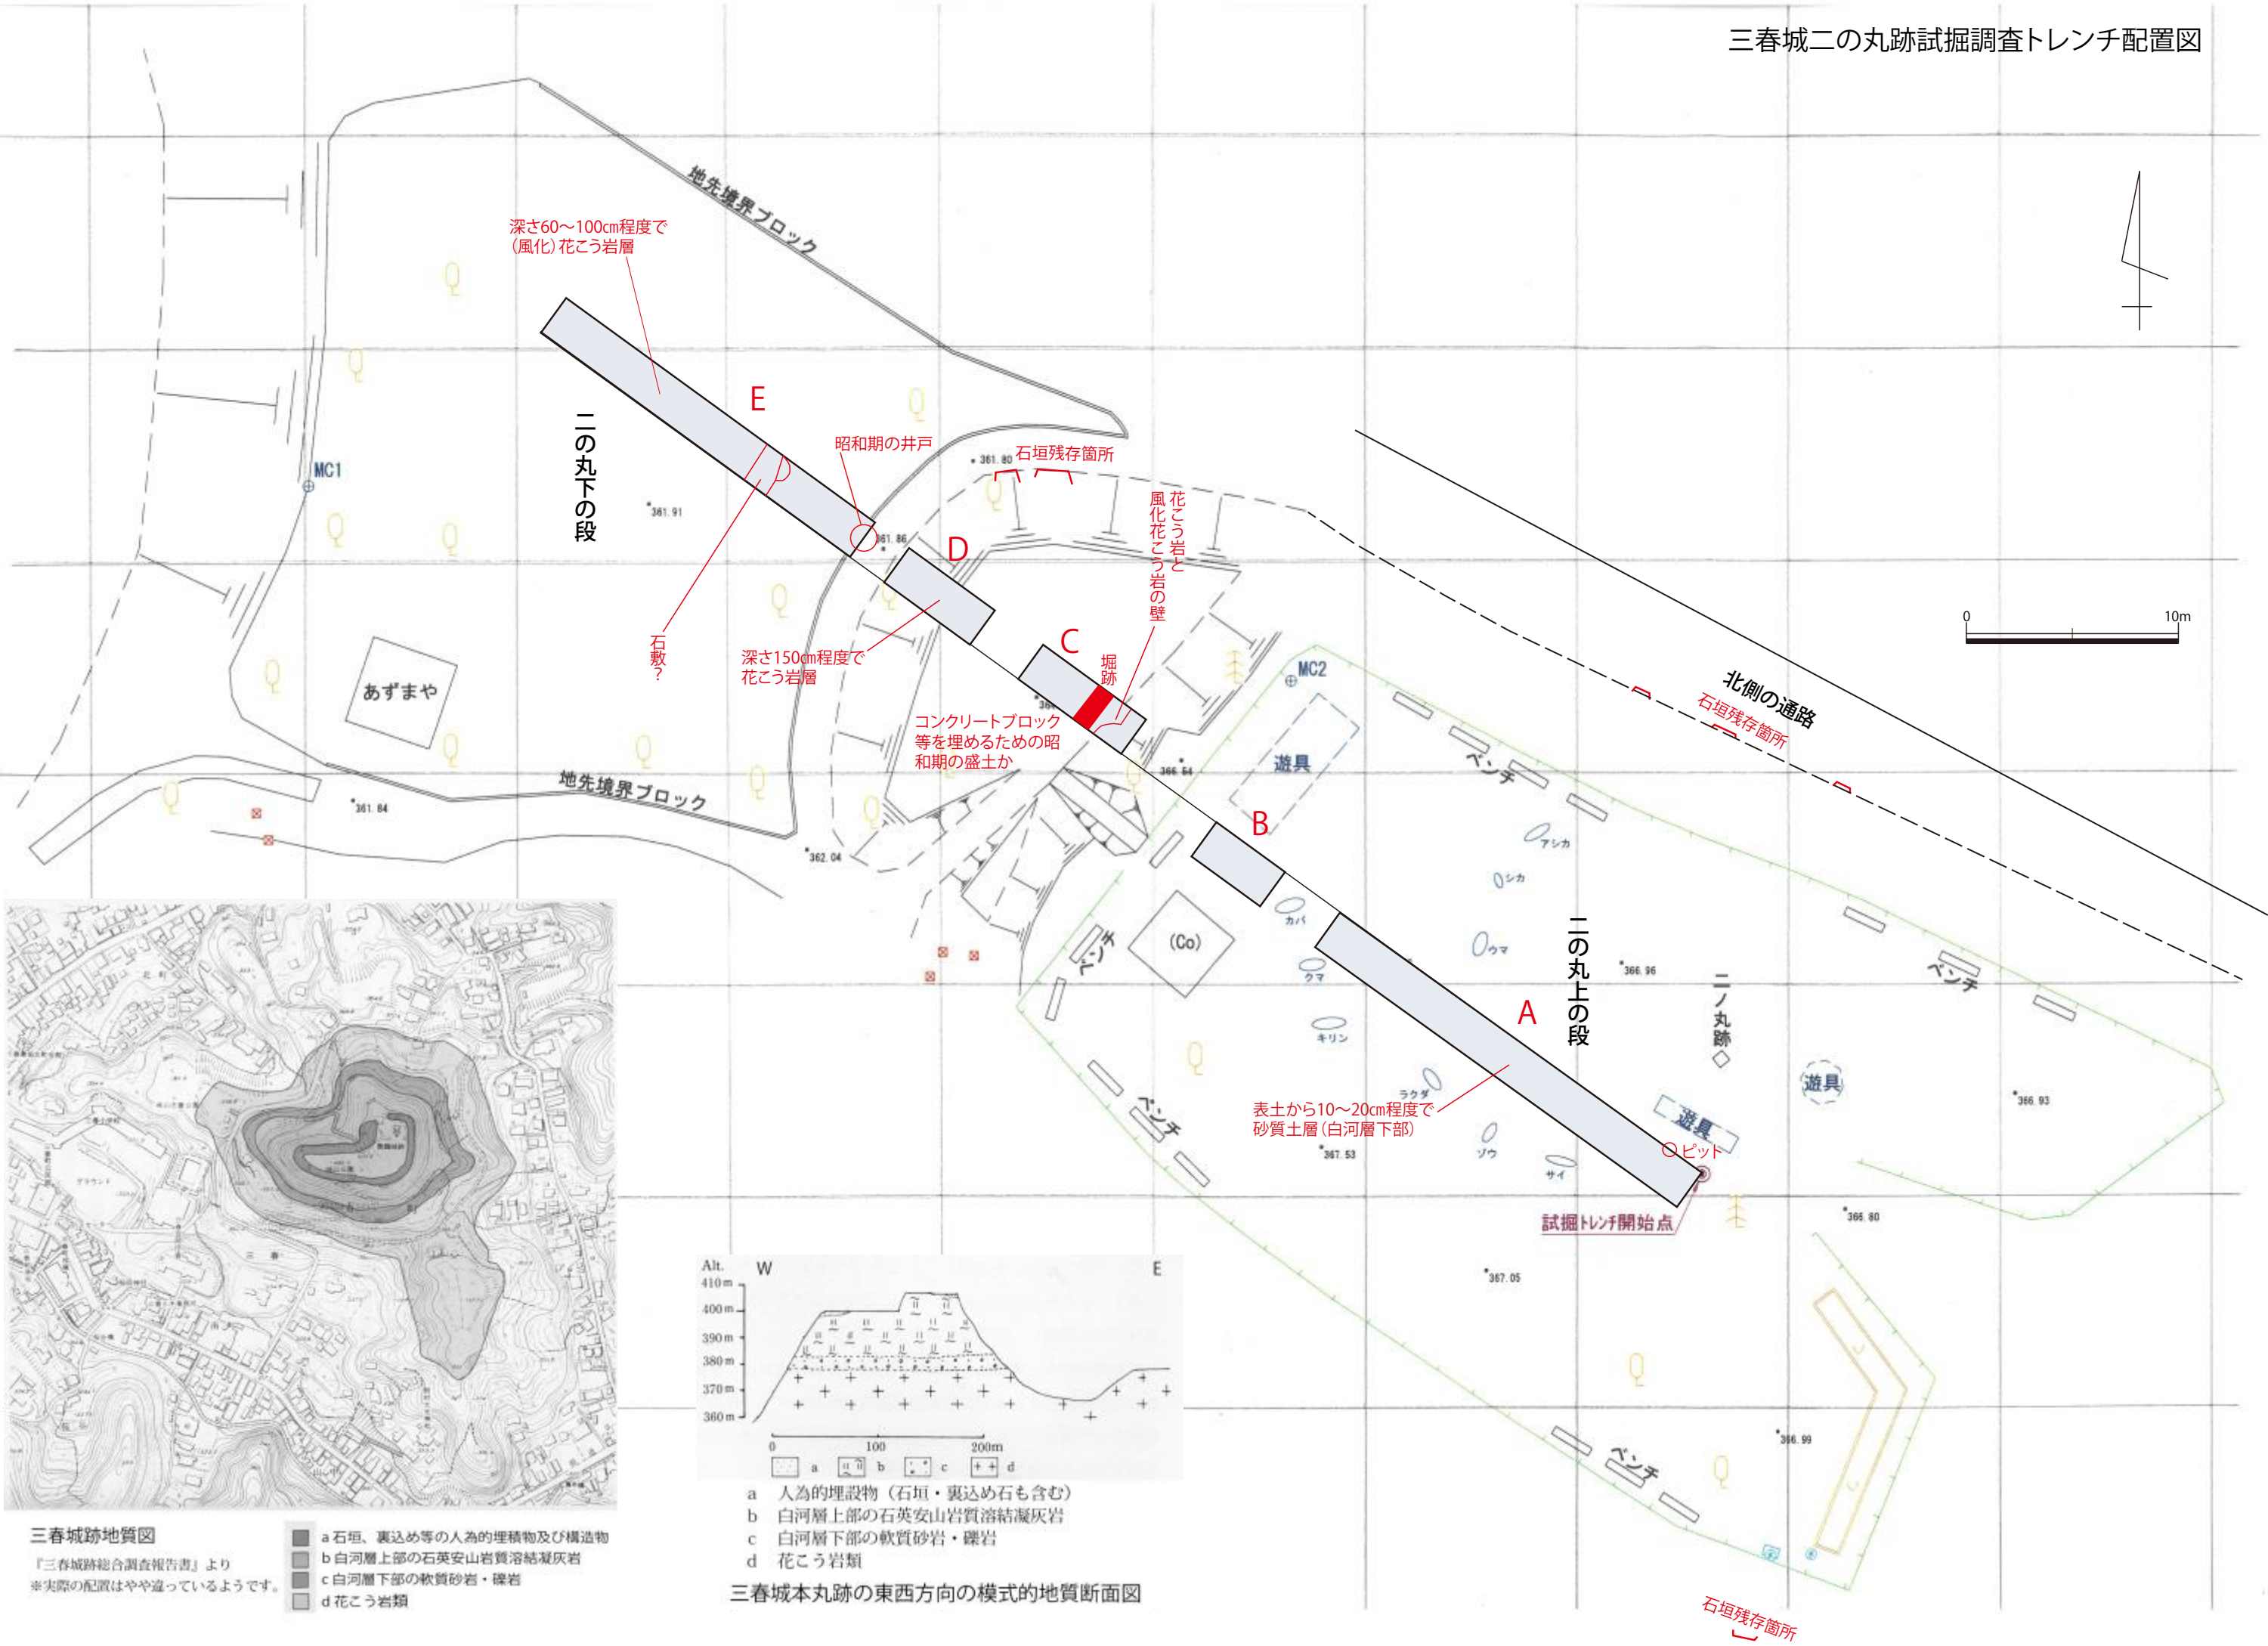 三春城二の丸跡試掘調査トレンチ配置図
地先境界ブロック
深さ60～100㎝程度で
（風化）花こう岩層
E
二の丸下の段
昭和期の井戸
361.80
石垣残存箇所
MC1
361.91
361.86
D
花こう岩と
風化花こう岩の壁
0 10m
石敷？
深さ150㎝程度で
花こう岩層
C
堀跡
あずまや
コンクリートブロック
等を埋めるための昭
和期の盛土か
MC2
北側の通路
石垣残存箇所
遊具
ベンチ
366.54
地先境界ブロック
361.84
362.04
B
アシカ
シカ
カバ
ウマ
(Co)
ベンチ
クマ
二の丸上の段
366.96
二ノ丸跡
ベンチ
A
キリン
ラクダ
遊具
366.93
ベンチ
表土から10～20㎝程度で
砂質土層（白河層下部）
367.53
ゾウ
サイ
遊具
ピット
試掘トレンチ開始点
366.80
367.05
366.99
ベンチ
石垣残存箇所
Alt.
W E
410m
400m
390m
380m
370m
360m
0 100 200m
a b c d
a 人為的埋設物（石垣・裏込め石も含む）
b 白河層上部の石英安山岩質溶結凝灰岩
c 白河層下部の軟質砂岩・礫岩
d 花こう岩類
三春城本丸跡の東西方向の模式的地質断面図
三春城跡地質図
『三春城跡総合調査報告書』より
※実際の配置はやや違っているようです。
a 石垣、裏込め等の人為的埋積物及び構造物
b 白河層上部の石英安山岩質溶結凝灰岩
c 白河層下部の軟質砂岩・礫岩
d 花こう岩類